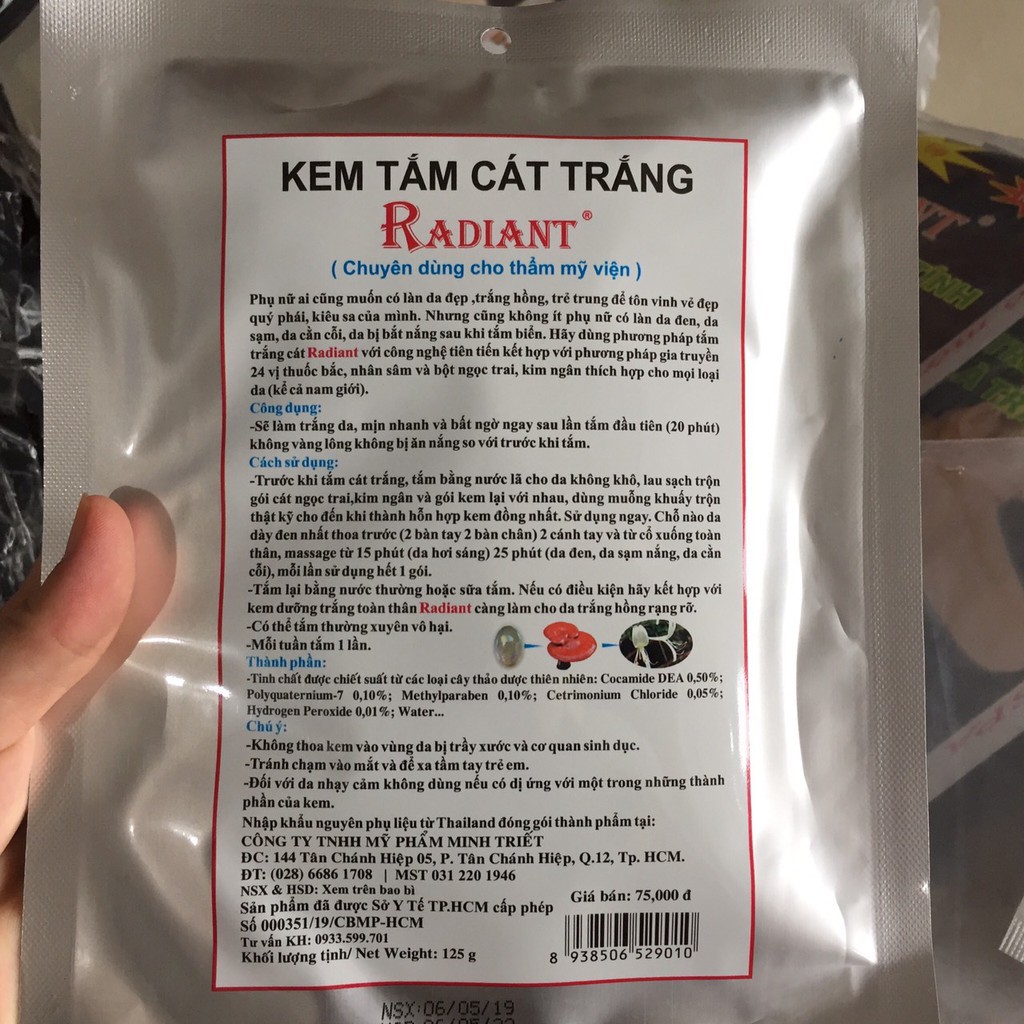 KEM TẮM CÁT TRẮNG
RADIANT®
( Chuyên dùng cho thẩm mỹ viện )
Phụ nữ ai cũng muốn có làn da đẹp ,trắng hồng, trẻ trung để tôn vinh vẻ đẹp
quý phái, kiêu sa của mình. Nhưng cũng không ít phụ nữ có làn da đen, da
sạm, da cằn cỗi, da bị bắt nắng sau khi tắm biển. Hãy dùng phương pháp tắm
trắng cát Radiant với công nghệ tiên tiến kết hợp với phương pháp gia truyền
24 vị thuốc bắc, nhân sâm và bột ngọc trai, kim ngân thích hợp cho mọi loại
da (kể cả nam giới).
Công dụng:
-Sẽ làm trắng da, mịn nhanh và bất ngờ ngay sau lần tắm đầu tiên (20 phút)
không vàng lông không bị ăn nắng so với trước khi tắm.
Cách sử dụng:
-Trước khi tắm cát trắng, tắm bằng nước lã cho da không khô, lau sạch trộn
gói cát ngọc trai,kim ngân và gói kem lại với nhau, dùng muỗng khuấy trộn
thật kỹ cho đến khi thành hỗn hợp kem đồng nhất. Sử dụng ngay. Chỗ nào da
dày đen nhất thoa trước (2 bàn tay 2 bàn chân) 2 cánh tay và từ cổ xuống toàn
thân, massage từ 15 phút (da hơi sáng) 25 phút (da đen, da sạm nắng, da cằn
cỗi), mỗi lần sử dụng hết 1 gói.
-Tắm lại bằng nước thường hoặc sữa tắm. Nếu có điều kiện hãy kết hợp với
kem dưỡng trắng toàn thân Radiant càng làm cho da trắng hồng rạng rỡ.
-Có thể tắm thường xuyên vô hại.
-Mỗi tuần tắm 1 lần.
Thành phần:
-Tinh chất được chiết suất từ các loại cây thảo dược thiên nhiên: Cocamide DEA 0,50%;
Polyquaternium-7 0,10%; Methylparaben 0,10%; Cetrimonium Chloride 0,05%;
Hydrogen Peroxide 0,01%; Water...
Chú ý:
-Không thoa kem vào vùng da bị trầy xước và cơ quan sinh dục.
-Tránh chạm vào mắt và để xa tầm tay trẻ em.
-Đối với da nhạy cảm không dùng nếu có dị ứng với một trong những thành
phần của kem.
Nhập khẩu nguyên phụ liệu từ Thailand đóng gói thành phẩm tại:
CÔNG TY TNHH MỸ PHẨM MINH TRIẾT
ĐC: 144 Tân Chánh Hiệp 05, P. Tân Chánh Hiệp, Q.12, Tp. HCM.
ĐT: (028) 6686 1708 | MST 031 220 1946
NSX & HSD: Xem trên bao bì
Giá bán: 75,000 đ
Sản phẩm đã được Sở Y Tế TP.HCM cấp phép
Số 000351/19/CBMP-HCM
Tư vấn KH: 0933.599.701
Khối lượng tịnh/ Net Weight: 125 g
8 938506 529010
NSX:06/05/19